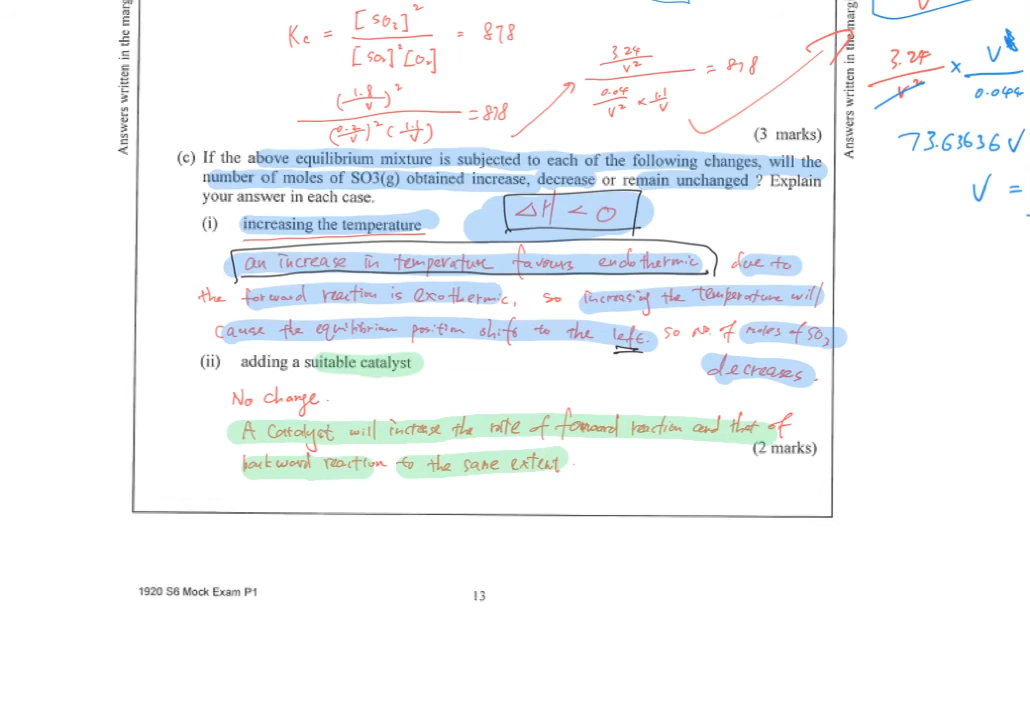 Answers written in the marg
Kc = [SO3]² / [SO2]² [O2] = 878
(1.8/V)² / (0.2/V)² (1.1/V) = 878
3.24/V² / 0.04/V² × 1.1/V = 878
(3 marks)
Answers written in the margi
3.24/V² × V³/0.044
73.63636 V
V =
(c) If the above equilibrium mixture is subjected to each of the following changes, will the
number of moles of SO3(g) obtained increase, decrease or remain unchanged ? Explain
your answer in each case.
ΔH < 0
(i) increasing the temperature
an increase in temperature favours endothermic, due to
the forward reaction is exothermic, so increasing the temperature will
cause the equilibrium position shifts to the left. so no. of moles of SO3
decreases.
(ii) adding a suitable catalyst
No change.
A Catalyst will increase the rate of forward reaction and that of
backward reaction to the same extent.
(2 marks)
1920 S6 Mock Exam P1
13